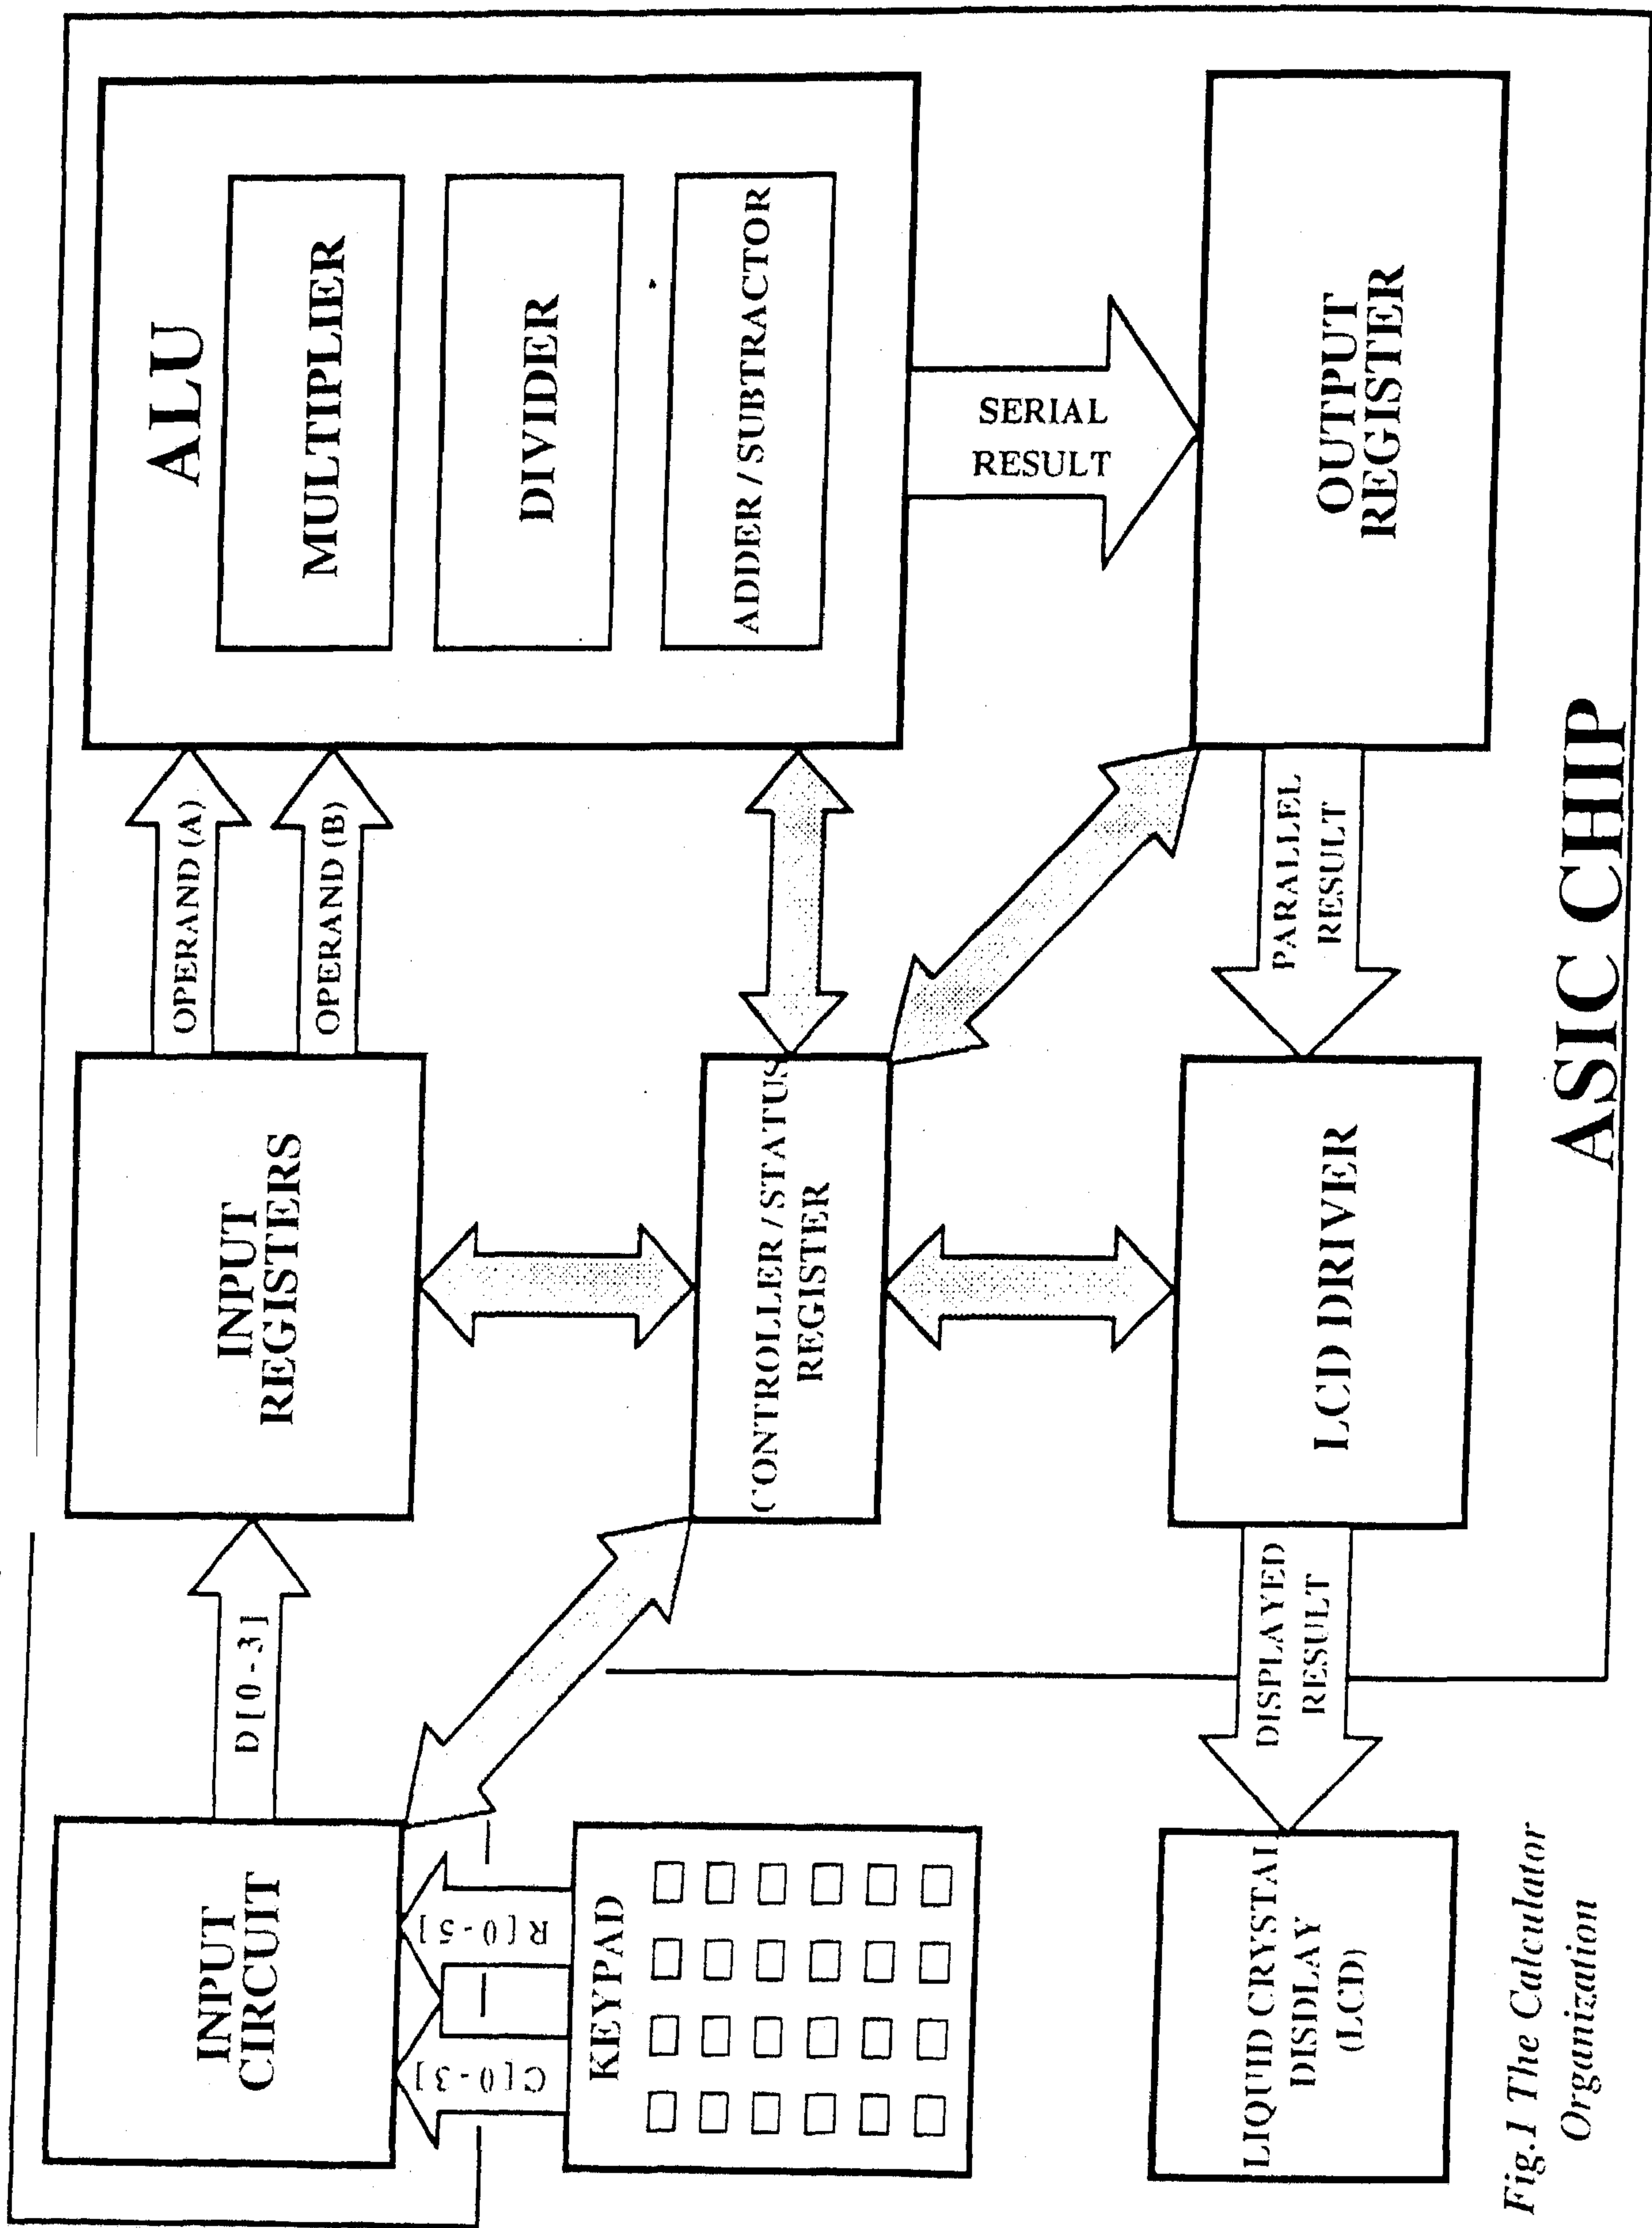 INPUT
CIRCUIT
D[0-3]
INPUT
REGISTERS
OPERAND (A)
OPERAND (B)
ALU
MULTIPLIER
DIVIDER
ADDER / SUBTRACTOR
C[0-3]
R[0-5]
KEYPAD
CONTROLLER / STATUS
REGISTER
SERIAL
RESULT
LIQUID CRYSTAL
DISDLAY
(LCD)
DISPLAYED
RESULT
LCD DRIVER
PARALLEL
RESULT
OUTPUT
REGISTER
ASIC CHIP
Fig.1 The Calculator
Organization